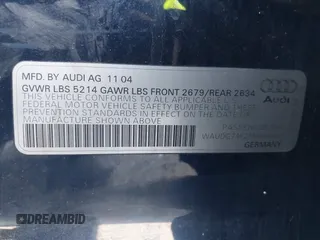 MFD. BY AUDI AG 11 04
GVWR LBS 5214 GAWR LBS FRONT 2679/REAR 2634
THIS VEHICLE CONFORMS TO ALL APPLICABLE
FEDERAL MOTOR VEHICLE SAFETY BUMPER AND THEFT
PREVENTION STANDARDS IN EFFECT ON THE DATE OF
MANUFACTURE SHOWN ABOVE
Audi
PASSENGER
GERMANY
©DREAMBID